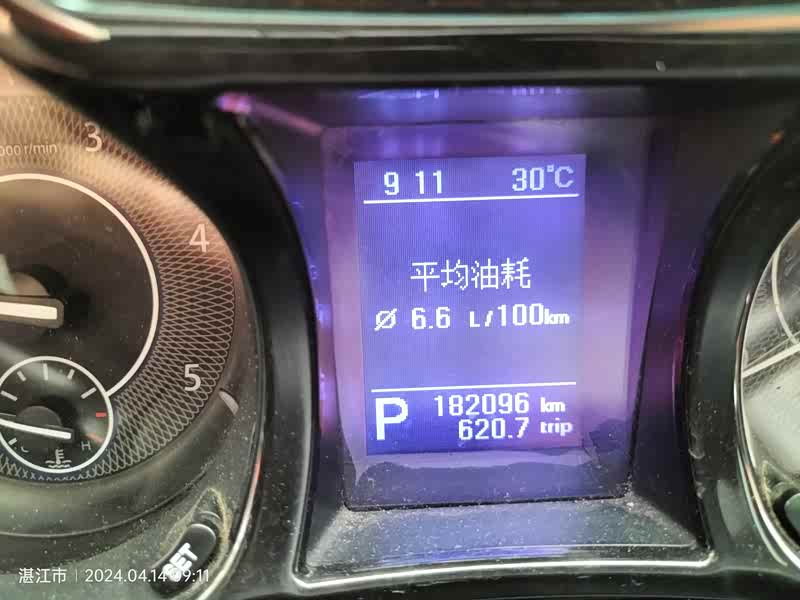 9 11 30°C
3
000 r/min
4
平均油耗
Ø 6.6 L/100km
5
P 182096 km
620.7 trip
C H
SET
湛江市 | 2024.04.14 09:11